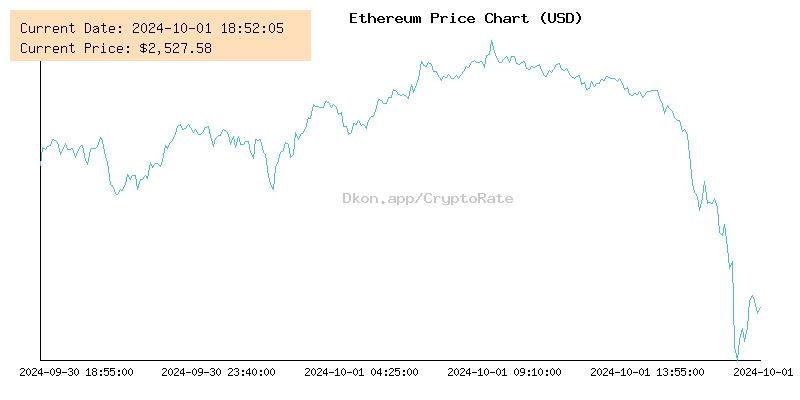 Ethereum Price Chart (USD)
Current Date: 2024-10-01 18:52:05
Current Price: $2,527.58
Dkon.app/CryptoRate
2024-09-30 18:55:00 2024-09-30 23:40:00 2024-10-01 04:25:00 2024-10-01 09:10:00 2024-10-01 13:55:00 2024-10-01